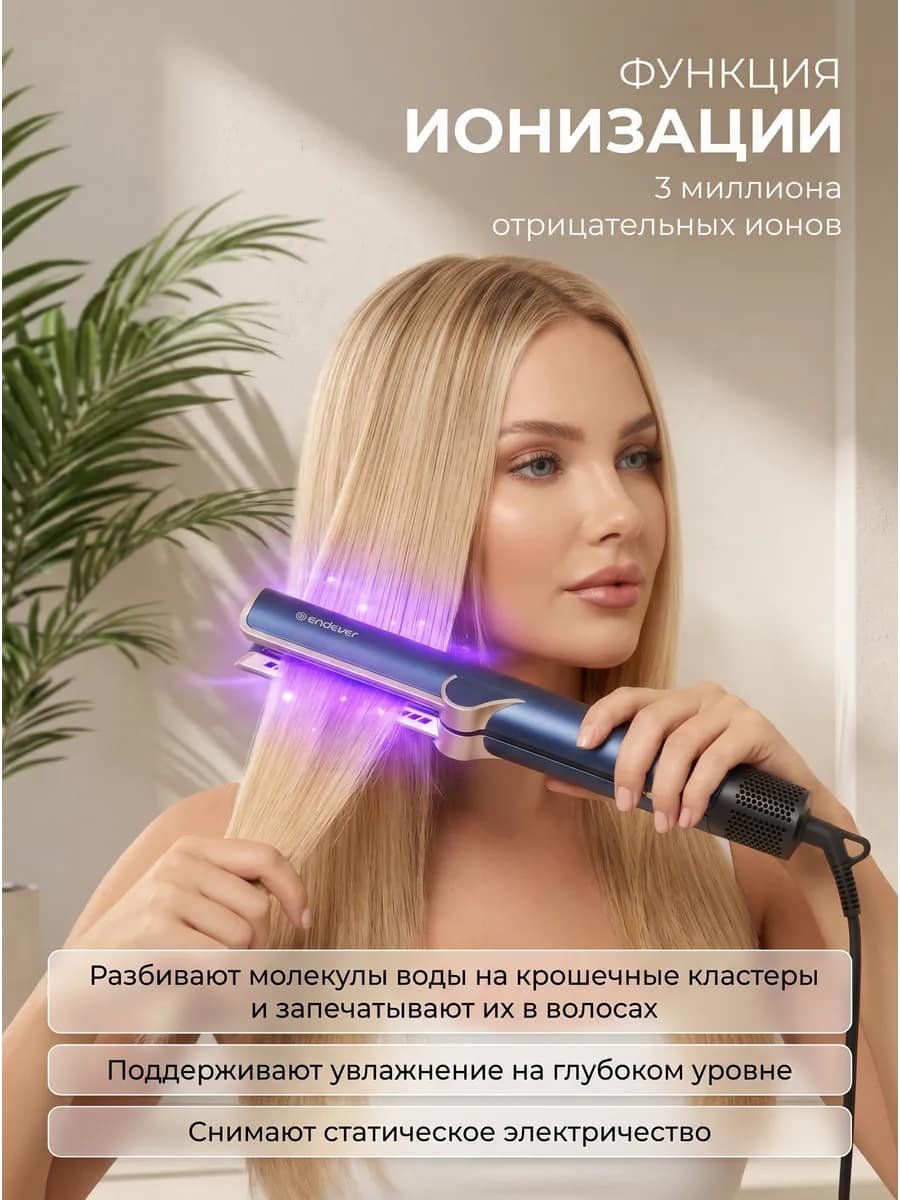 ФУНКЦИЯ
ИОНИЗАЦИИ
3 миллиона
отрицательных ионов
endever
Разбивают молекулы воды на крошечные кластеры
и запечатывают их в волосах
Поддерживают увлажнение на глубоком уровне
Снимают статическое электричество